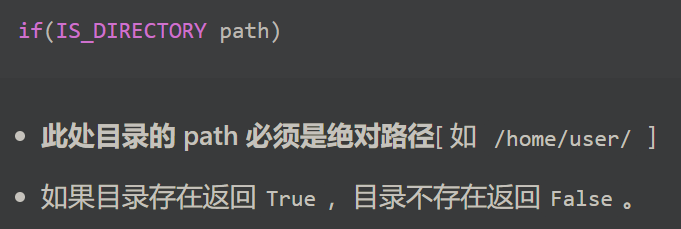 if(IS_DIRECTORY path)
• 此处目录的 path 必须是绝对路径[ 如 /home/user/ ]
• 如果目录存在返回 True ，目录不存在返回 False 。